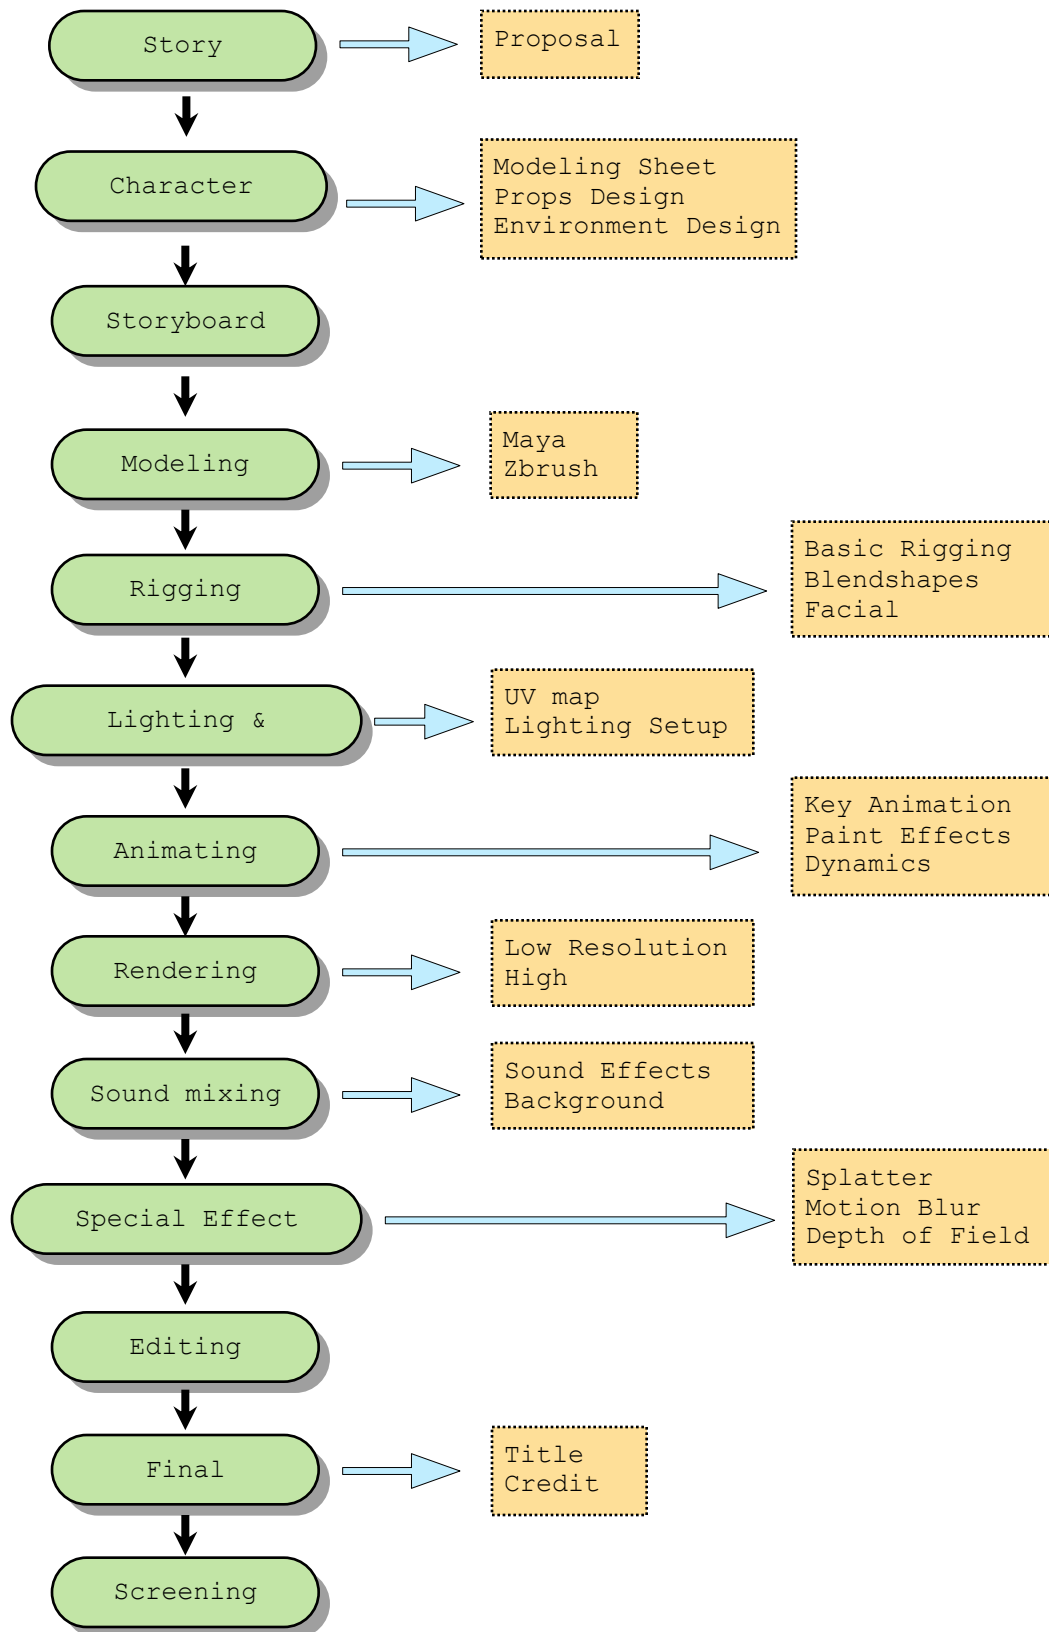 Story
Proposal
Character
Modeling Sheet
Props Design
Environment Design
Storyboard
Modeling
Maya
Zbrush
Rigging
Basic Rigging
Blendshapes
Facial
Lighting &
UV map
Lighting Setup
Animating
Key Animation
Paint Effects
Dynamics
Rendering
Low Resolution
High
Sound mixing
Sound Effects
Background
Special Effect
Splatter
Motion Blur
Depth of Field
Editing
Final
Title
Credit
Screening